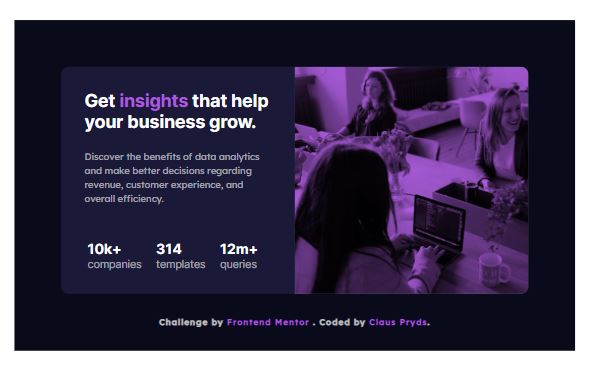 Get insights that help
your business grow.
Discover the benefits of data analytics
and make better decisions regarding
revenue, customer experience, and
overall efficiency.
10k+ 314 12m+
companies templates queries
Challenge by Frontend Mentor . Coded by Claus Pryds.